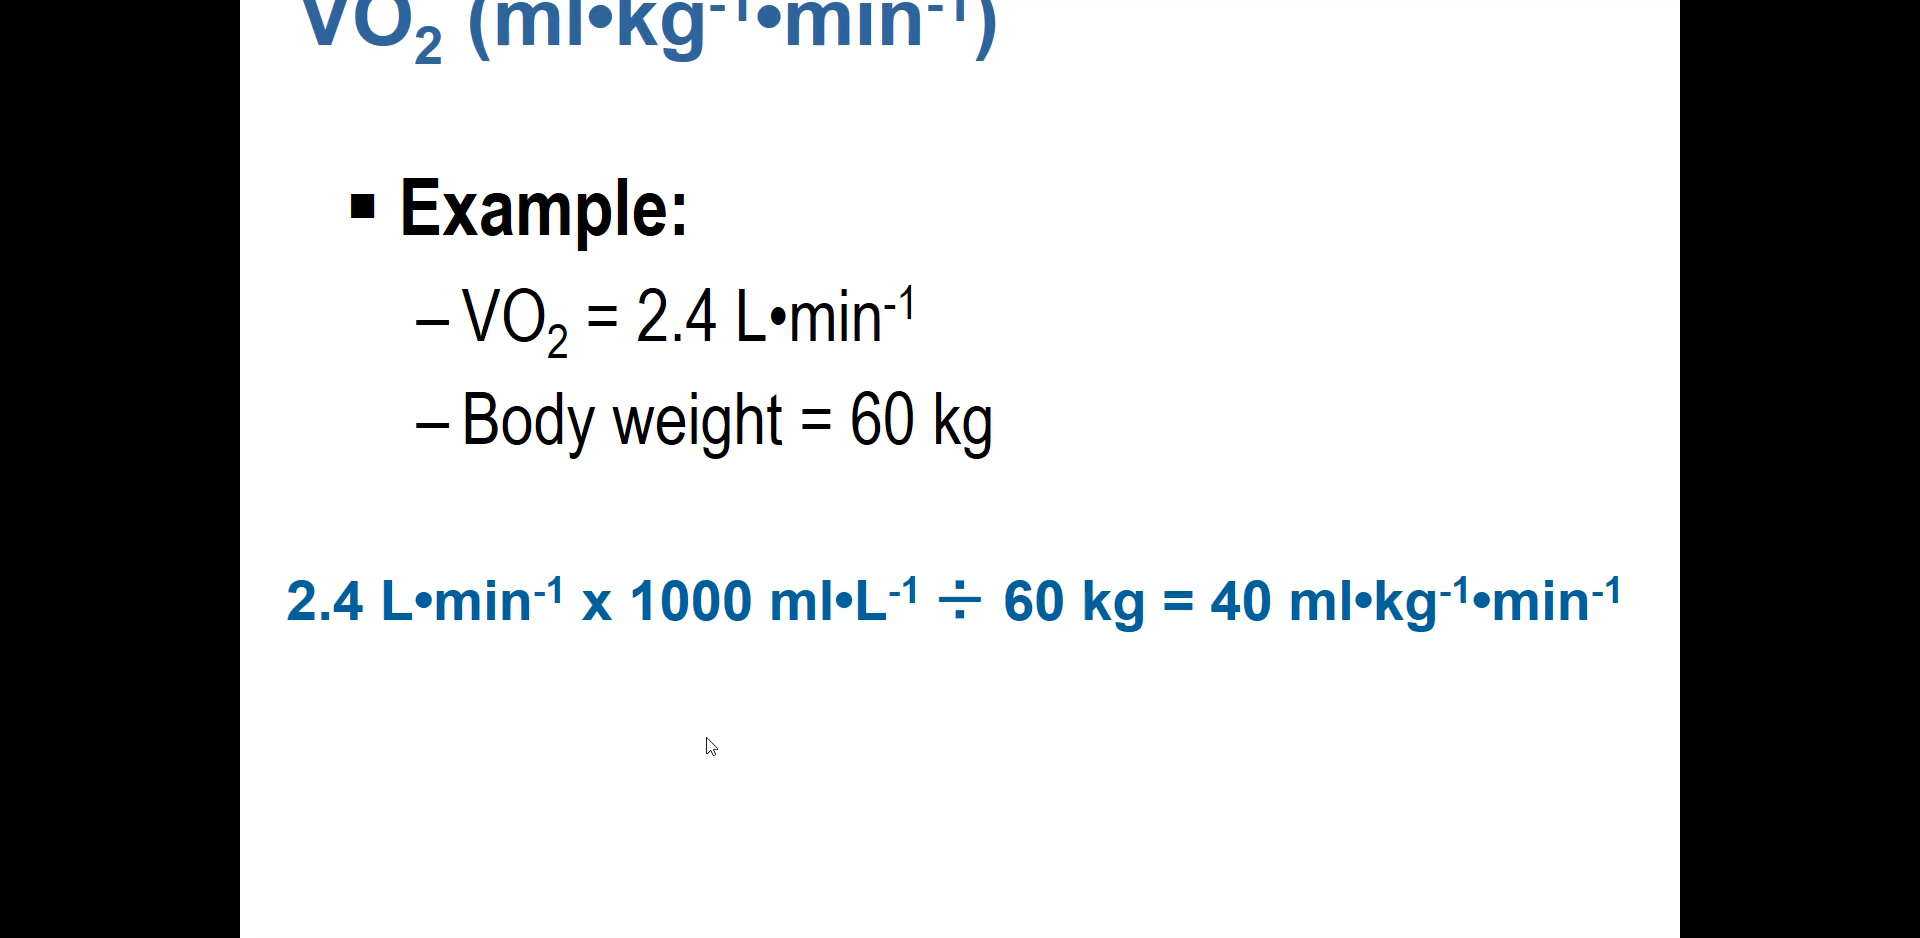 VO₂ (ml•kg⁻¹•min⁻¹)
▪ Example:
– VO₂ = 2.4 L•min⁻¹
– Body weight = 60 kg
2.4 L•min⁻¹ x 1000 ml•L⁻¹ ÷ 60 kg = 40 ml•kg⁻¹•min⁻¹